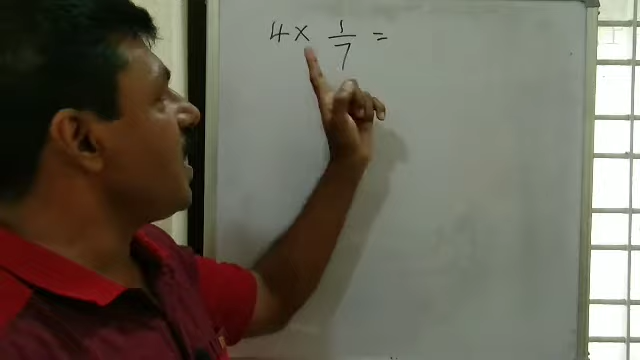 4 × 1/7 =